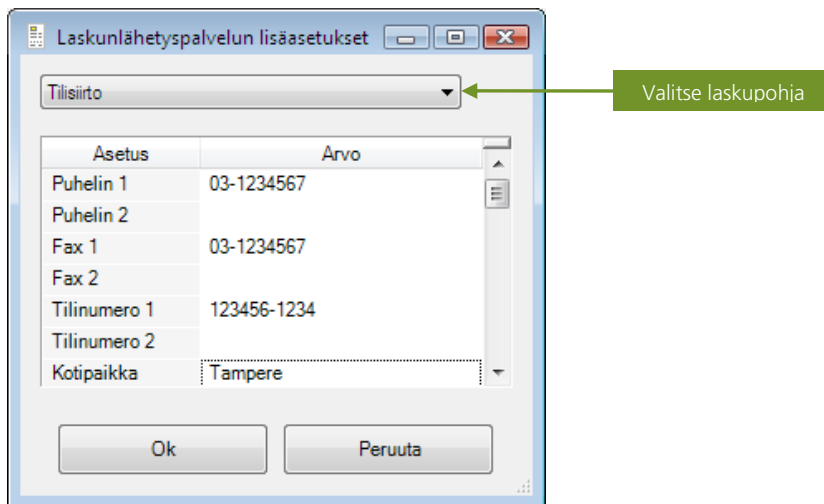 Laskunlähetyspalvelun lisäasetukset
Tilisiirto
Valitse laskupohja
Asetus Arvo
Puhelin 1 03-1234567
Puhelin 2
Fax 1 03-1234567
Fax 2
Tilinumero 1 123456-1234
Tilinumero 2
Kotipaikka Tampere
Ok Peruuta